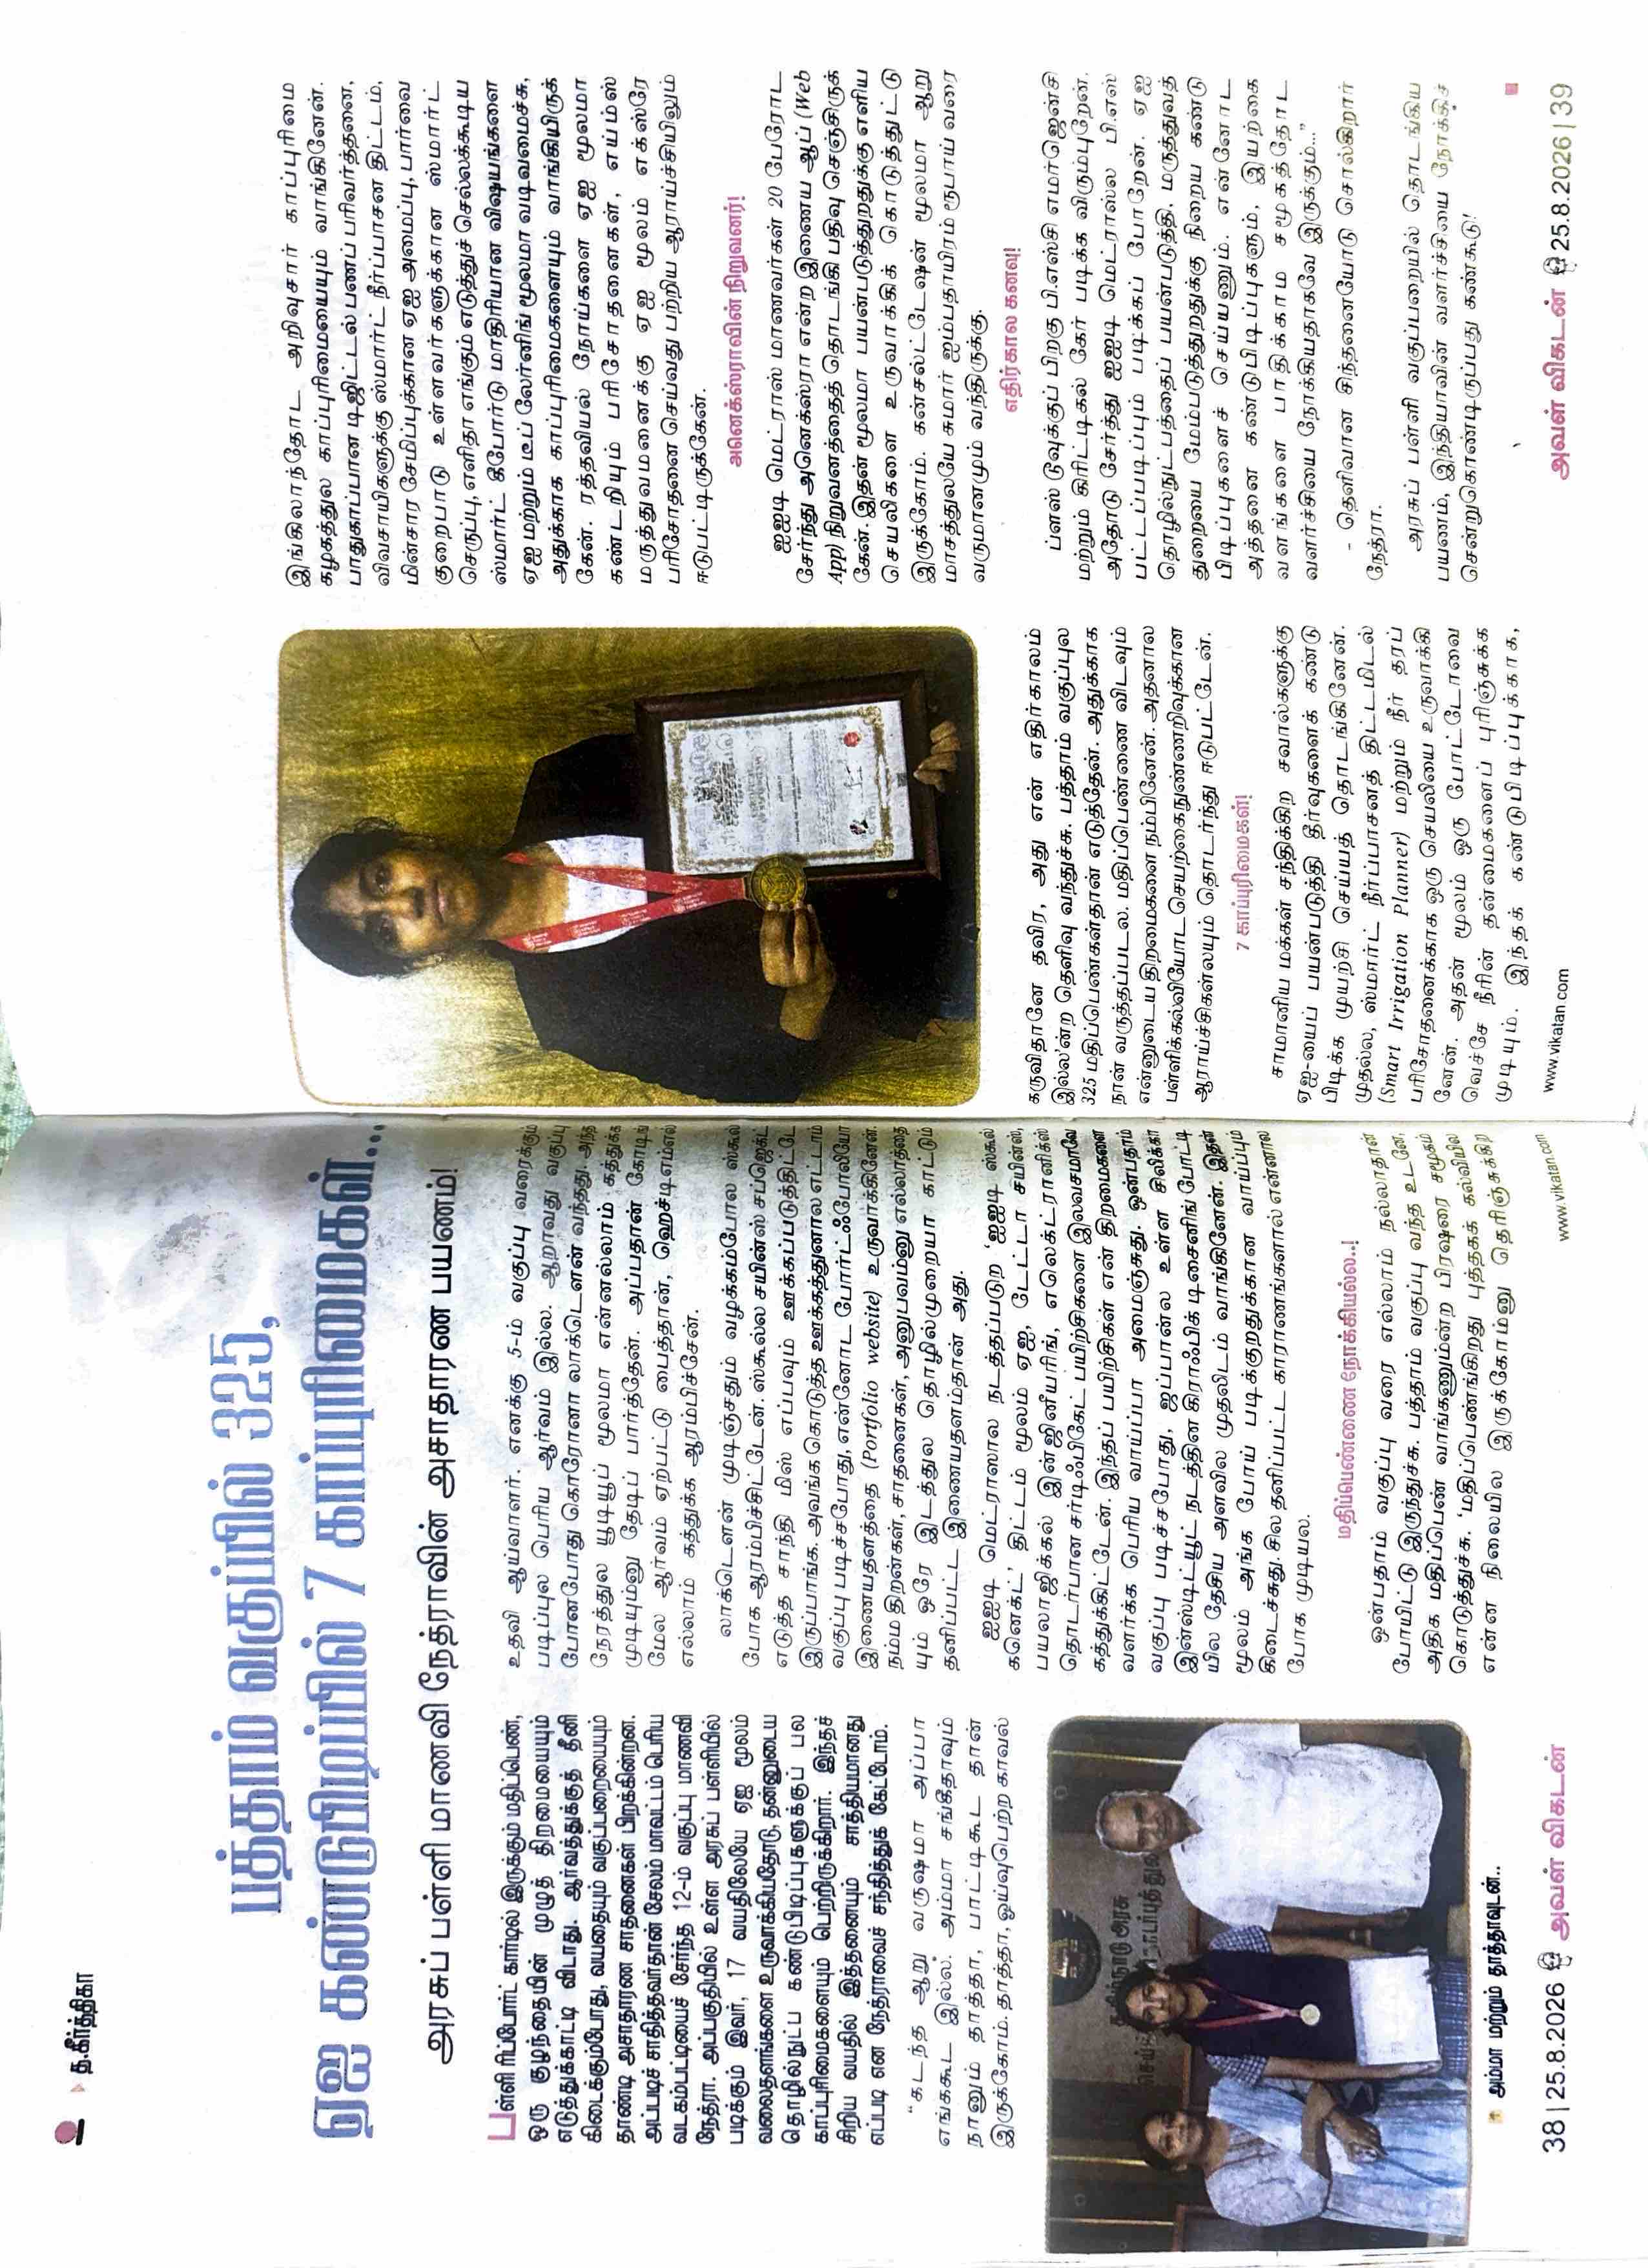 த.கீர்த்திகா
பத்தாம் வகுப்பில் 325,
ஏஐ கண்டுபிடிப்பில் 7 காப்புரிமைகள்...
அரசுப் பள்ளி மாணவி நேத்ராவின் அசாதாரண பயணம்!
பள்ளி ரிப்போர்ட் கார்டில் இருக்கும் மதிப்பெண்,
ஒரு குழந்தையின் முழுத் திறமையையும்
எடுத்துக்காட்டி விடாது. ஆர்வத்துக்குத் தீனி
கிடைக்கும்போது, வயதையும் வகுப்பறையையும்
தாண்டி அசாதாரண சாதனைகள் பிறக்கின்றன.
அப்படிச் சாதித்தவர்தான் சேலம் மாவட்டம் பெரிய
வடகம்பட்டியைச் சேர்ந்த 12-ம் வகுப்பு மாணவி
நேத்ரா. அப்பகுதியில் உள்ள அரசுப் பள்ளியில்
படிக்கும் இவர், 17 வயதிலேயே ஏஐ மூலம்
வலைதளங்களை உருவாக்கியதோடு, தன்னுடைய
தொழில்நுட்ப கண்டுபிடிப்புகளுக்குப் பல
காப்புரிமைகளையும் பெற்றிருக்கிறார். இந்தச்
சிறிய வயதில் இத்தனையும் சாத்தியமானது
எப்படி என நேத்ராவைச் சந்தித்துக் கேட்டோம்.
“கடந்த ஆறு வருஷமா அப்பா
எங்ககூட இல்ல. அம்மா சங்கீதாவும்
நானும் தாத்தா, பாட்டிகூட தான்
இருக்கோம். தாத்தா, ஓய்வுபெற்ற காவல்
அம்மா மற்றும் தாத்தாவுடன்..
38 | 25.8.2026 அவள் விகடன்
உதவி ஆய்வாளர். எனக்கு 5-ம் வகுப்பு வரைக்கும்
படிப்புல பெரிய ஆர்வம் இல்ல. ஆறாவது வகுப்பு
போனபோது கொரோனா லாக்டௌன் வந்தது. அந்த
நேரத்துல யூடியூப் மூலமா என்னல்லாம் கத்துக்க
முடியும்னு தேடிப் பார்த்தேன். அப்பதான் கோடிங்
மேல ஆர்வம் ஏற்பட்டு பைத்தான், ஹெச்டிஎம்எல்
எல்லாம் கத்துக்க ஆரம்பிச்சேன்.
லாக்டௌன் முடிஞ்சதும் வழக்கம்போல ஸ்கூல்
போக ஆரம்பிச்சிட்டேன். ஸ்கூல்ல சயின்ஸ் சப்ஜெக்ட்
எடுத்த சாந்தி மிஸ் எப்பவும் ஊக்கப்படுத்திட்டே
இருப்பாங்க. அவங்க கொடுத்த ஊக்கத்துனால எட்டாம்
வகுப்பு படிச்சபோது, என்னோட போர்ட்ஃபோலியோ
இணையதளத்தை (Portfolio website) உருவாக்கினேன்.
நம்ம திறன்கள், சாதனைகள், அனுபவம்னு எல்லாத்தை
யும் ஒரே இடத்துல தொழில்முறையா காட்டும்
தனிப்பட்ட இணையதளம்தான் அது.
ஐஐடி மெட்ராஸால நடத்தப்படுற ‘ஐஐடி ஸ்கூல்
கனெக்ட்’ திட்டம் மூலம் ஏஐ, டேட்டா சயின்ஸ்,
பயலாஜிக்கல் இன்ஜினீயரிங், எலெக்ட்ரானிக்ஸ்
தொடர்பான சர்டிஃபிகேட் பயிற்சிகளை இலவசமாவே
கத்துக்கிட்டேன். இந்தப் பயிற்சிகள் என் திறமைகளை
வளர்க்க பெரிய வாய்ப்பா அமைஞ்சுது. ஒன்பதாம்
வகுப்பு படிச்சபோது, ஜப்பான்ல உள்ள சிலிகா
இன்ஸ்டிட்யூட் நடத்தின கிராஃபிக் டிசைனிங் போட்டி
யில தேசிய அளவில முதலிடம் வாங்கினேன். இதன்
மூலம் அங்க போய் படிக்குறதுக்கான வாய்ப்பும்
கிடைச்சுது. சில தனிப்பட்ட காரணங்களால் என்னால
போக முடியல.
மதிப்பெண்ணை நோக்கியல்ல..!
ஒன்பதாம் வகுப்பு வரை எல்லாம் நல்லாதான்
போயிட்டு இருந்துச்சு. பத்தாம் வகுப்பு வந்த உடனே,
அதிக மதிப்பெண் வாங்கணும்ன்ற பிரஷரை சமூகம்
கொடுத்துச்சு. ‘மதிப்பெண்ங்கிறது புத்தகக் கல்வியில
என்ன நிலையில இருக்கோம்னு தெரிஞ்சுக்கிற
www.vikatan.com
கருவிதானே தவிர, அது என் எதிர்காலம்
இல்ல’ன்ற தெளிவு வந்துச்சு. பத்தாம் வகுப்புல
325 மதிப்பெண்கள்தான் எடுத்தேன். அதுக்காக
நான் வருத்தப்படல. மதிப்பெண்ணை விடவும்
என்னுடைய திறமைகளை நம்பினேன். அதனால
பள்ளிக்கல்வியோட செயற்கைநுண்ணறிவுக்கான
ஆராய்ச்சிகள்லயும் தொடர்ந்து ஈடுபட்டேன்.
7 காப்புரிமைகள்!
சாமானிய மக்கள் சந்திக்கிற சவால்களுக்கு
ஏஐ-யைப் பயன்படுத்தி தீர்வுகளைக் கண்டு
பிடிக்க முயற்சி செய்யத் தொடங்கினேன்.
முதல்ல, ஸ்மார்ட் நீர்ப்பாசனத் திட்டமிடல்
(Smart Irrigation Planner) மற்றும் நீர் தரப்
பரிசோதனைக்காக ஒரு செயலியை உருவாக்கி
னேன். அதன் மூலம் ஒரு போட்டோவை
வெச்சே நீரின் தன்மைகளைப் புரிஞ்சுக்க
முடியும். இந்தக் கண்டுபிடிப்புக்காக,
www.vikatan.com
இங்கிலாந்தோட அறிவுசார் காப்புரிமை
கழகத்துல காப்புரிமையையும் வாங்கினேன்.
பாதுகாப்பான டிஜிட்டல் பணப் பரிவர்த்தனை,
விவசாயிகளுக்கு ஸ்மார்ட் நீர்ப்பாசன திட்டம்,
மின்சார சேமிப்புக்கான ஏஐ அமைப்பு, பார்வை
குறைபாடு உள்ளவர்களுக்கான ஸ்மார்ட்
செருப்பு, எளிதா எங்கும் எடுத்துச் செல்லக்கூடிய
ஸ்மார்ட் கீபோர்டு மாதிரியான விஷயங்களை
ஏஐ மற்றும் டீப் லேர்னிங் மூலமா வடிவமைச்சு,
அதுக்காக காப்புரிமைகளையும் வாங்கியிருக்
கேன். ரத்தவியல் நோய்களை ஏஐ மூலமா
கண்டறியும் பரிசோதனைகள், எய்ம்ஸ்
மருத்துவமனைக்கு ஏஐ மூலம் எக்ஸ்ரே
பரிசோதனை செய்வது பற்றிய ஆராய்ச்சியிலும்
ஈடுபட்டிருக்கேன்.
அனெக்ஸ்ராவின் நிறுவனர்!
ஐஐடி மெட்ராஸ் மாணவர்கள் 20 பேரோட
சேர்ந்து அனெக்ஸ்ரா என்ற இணைய ஆப் (Web
App) நிறுவனத்தைத் தொடங்கி பதிவு செஞ்சிருக்
கேன். இதன் மூலமா பயன்படுத்துறதுக்கு எளிய
செயலிகளை உருவாக்கிக் கொடுத்துட்டு
இருக்கோம். கன்சல்ட்டேஷன் மூலமா ஆறு
மாசத்துலயே சுமார் ஐம்பதாயிரம் ரூபாய் வரை
வருமானமும் வந்திருக்கு.
எதிர்கால கனவு!
ப்ளஸ் டூவுக்குப் பிறகு பி.எஸ்சி எமர்ஜென்சி
மற்றும் கிரிட்டிகல் கேர் படிக்க விரும்புறேன்.
அதோடு சேர்த்து ஐஐடி மெட்ராஸ்ல பி.எஸ்
பட்டப்படிப்பும் படிக்கப் போறேன். ஏஐ
தொழில்நுட்பத்தைப் பயன்படுத்தி, மருத்துவத்
துறையை மேம்படுத்துறதுக்கு நிறைய கண்டு
பிடிப்புகளைச் செய்யணும். என்னோட
அத்தனை கண்டுபிடிப்புகளும், இயற்கை
வளங்களை பாதிக்காம சமூகத்தோட
வளர்ச்சியை நோக்கியதாகவே இருக்கும்...”
- தெளிவான சிந்தனையோடு சொல்கிறார்
நேத்ரா.
அரசுப் பள்ளி வகுப்பறையில் தொடங்கிய
பயணம், இந்தியாவின் வளர்ச்சியை நோக்கிச்
சென்றுகொண்டிருப்பது கண்கூடு!
அவள் விகடன் 25.8.2026 | 39